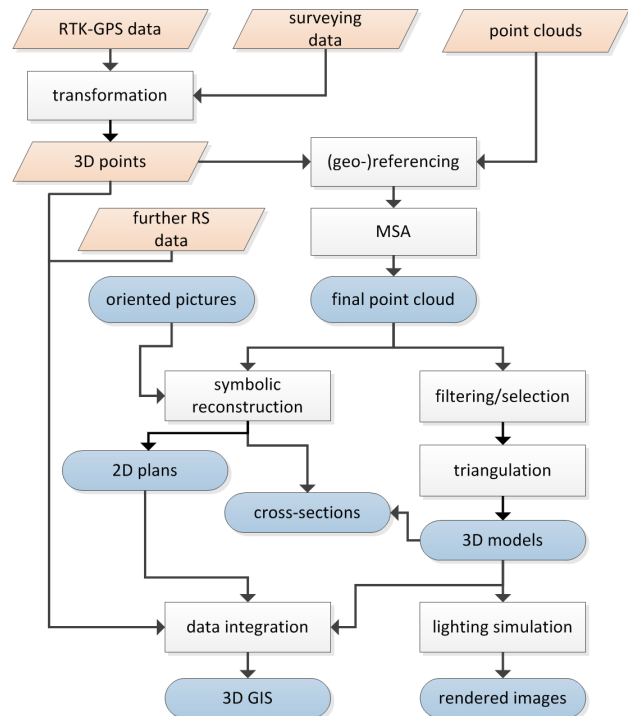 RTK-GPS data
surveying
data
point clouds
transformation
3D points
(geo-)referencing
further RS
data
MSA
oriented pictures
final point cloud
symbolic
reconstruction
filtering/selection
2D plans
triangulation
cross-sections
3D models
data integration
lighting simulation
3D GIS
rendered images